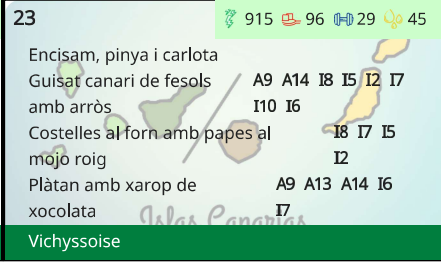 23 915 96 29 45
Encisam, pinya i carlota
Guisat canari de fesols A9 A14 I8 I5 I2 I7
amb arròs I10 I6
Costelles al forn amb papes al I8 I7 I5
mojo roig I2
Plàtan amb xarop de A9 A13 A14 I6
xocolata I7
Islas Canarias
Vichyssoise